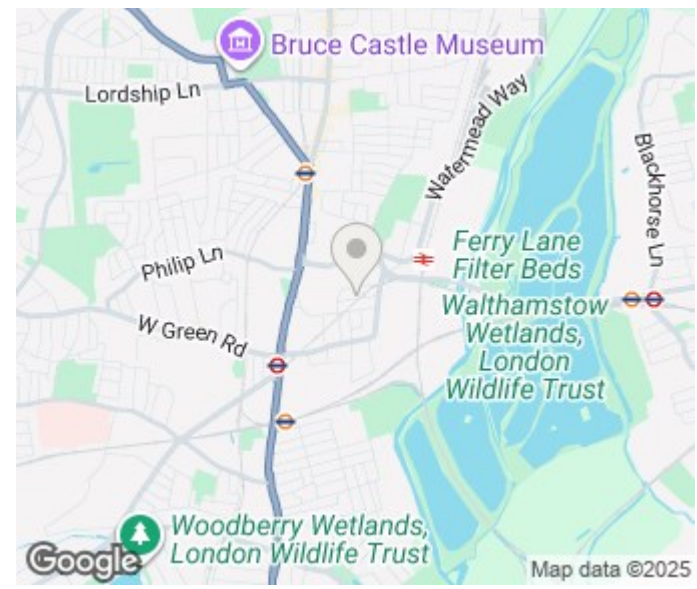 Bruce Castle Museum
Lordship Ln
Watermead Way
Blackhorse Ln
Philip Ln
Ferry Lane
Filter Beds
W Green Rd
Walthamstow
Wetlands,
London
Wildlife Trust
Woodberry Wetlands,
London Wildlife Trust
Google
Map data ©2025